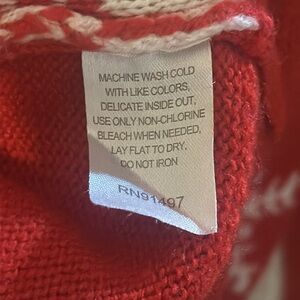 MACHINE WASH COLD
WITH LIKE COLORS,
DELICATE INSIDE OUT,
USE ONLY NON-CHLORINE
BLEACH WHEN NEEDED,
LAY FLAT TO DRY,
DO NOT IRON
RN91497